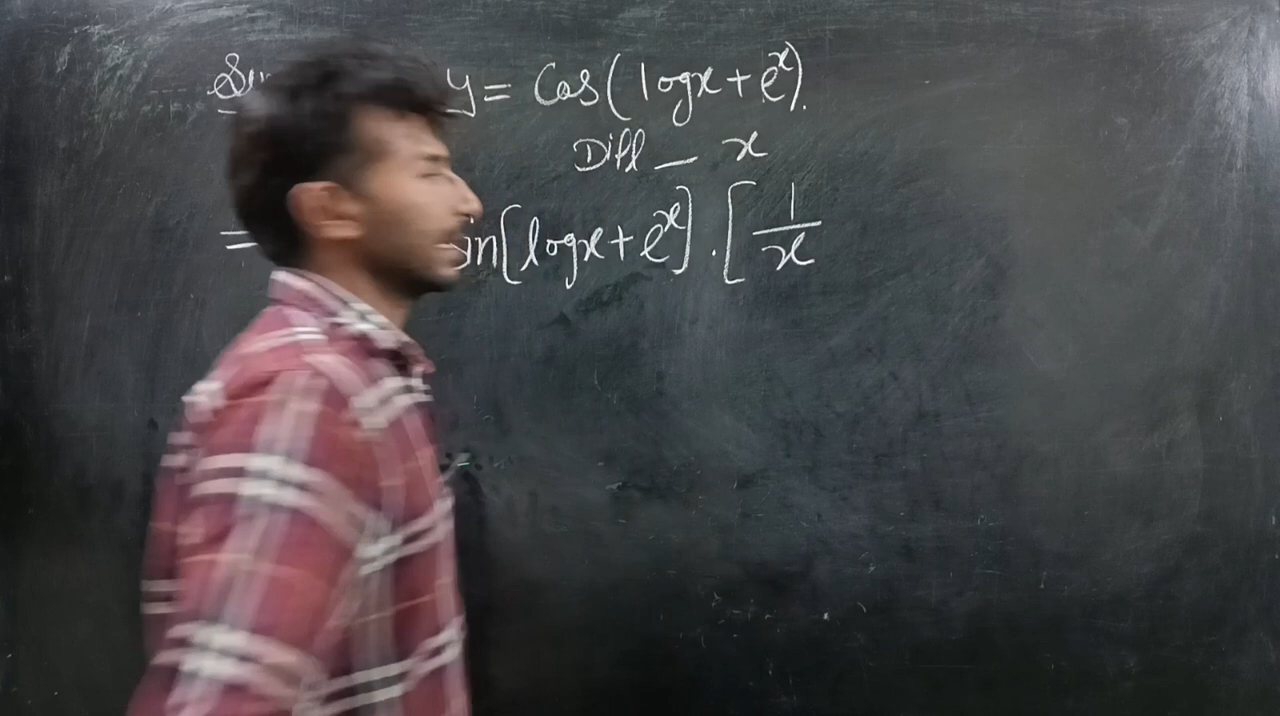 y = Cos(logx + e^x).
Diff — x
= in[logx + e^x] . [ 1/x